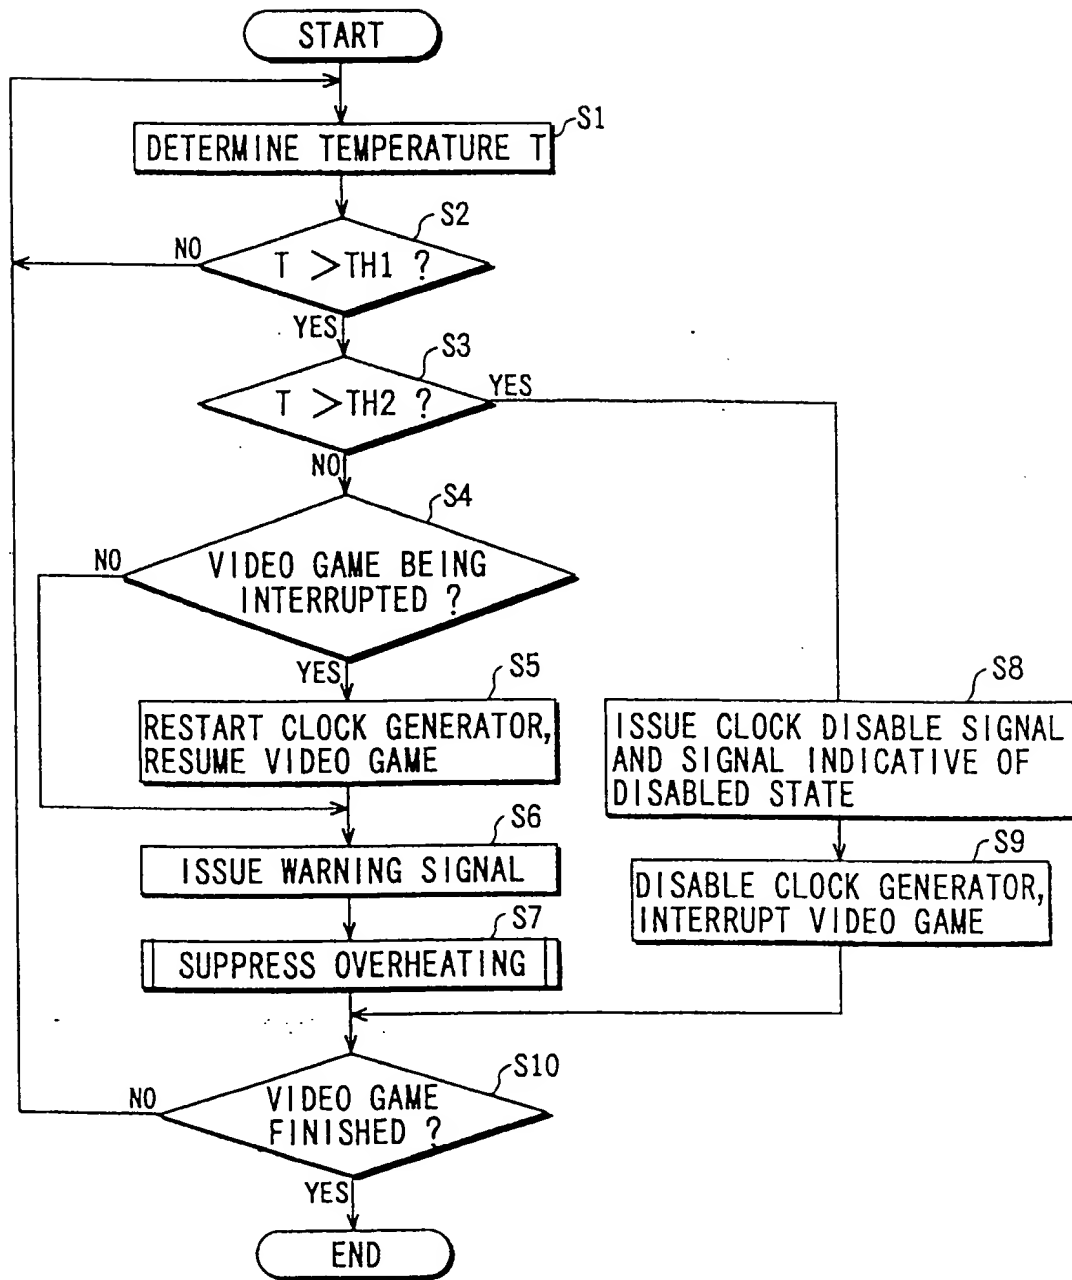 START
S1
DETERMINE TEMPERATURE T
S2
NO
T >TH1 ?
YES
S3
T >TH2 ?
YES
NO
S4
NO
VIDEO GAME BEING
INTERRUPTED ?
YES
S5
RESTART CLOCK GENERATOR,
RESUME VIDEO GAME
S8
ISSUE CLOCK DISABLE SIGNAL
AND SIGNAL INDICATIVE OF
DISABLED STATE
S6
ISSUE WARNING SIGNAL
S9
DISABLE CLOCK GENERATOR,
INTERRUPT VIDEO GAME
S7
SUPPRESS OVERHEATING
S10
NO
VIDEO GAME
FINISHED ?
YES
END